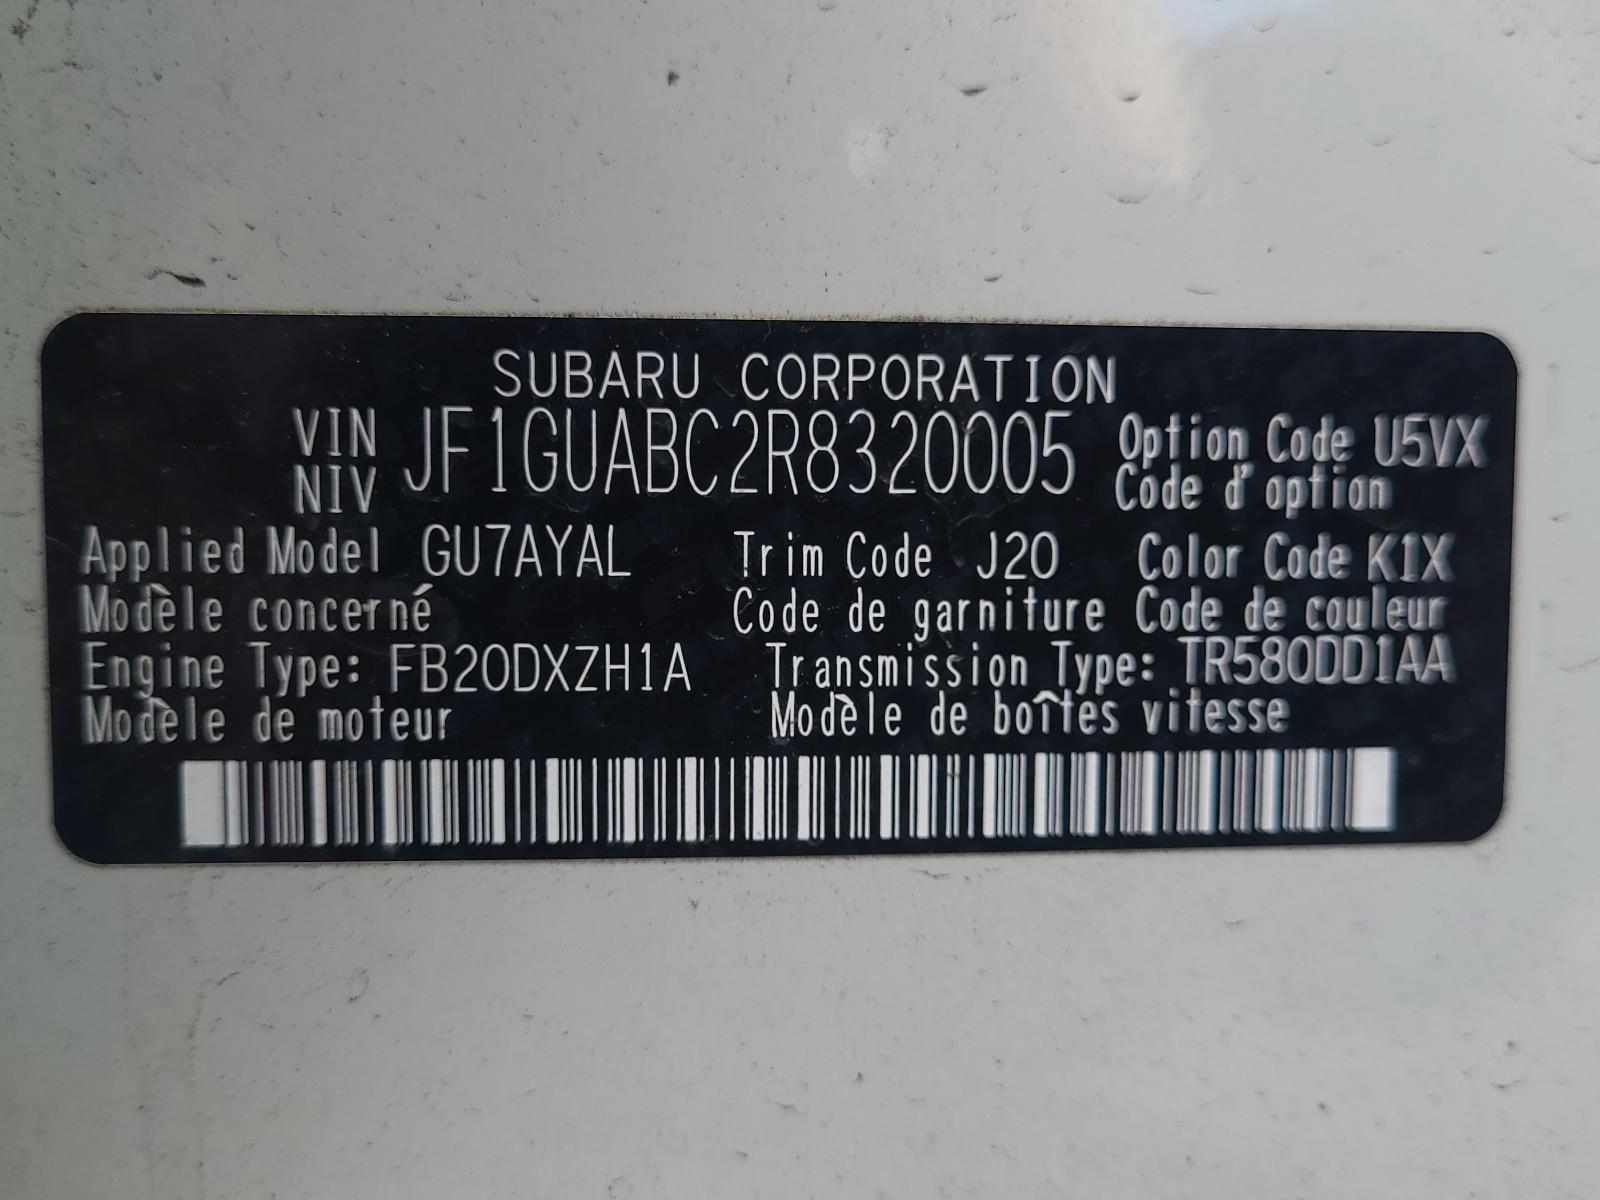 SUBARU CORPORATION
VIN JF1GUABC2R8320005 Option Code U5VX
NIV Code d'option
Applied Model GU7AYAL Trim Code J20 Color Code K1X
Modèle concerné Code de garniture Code de couleur
Engine Type: FB20DXZH1A Transmission Type: TR580DD1AA
Modèle de moteur Modèle de boîtes vitesse